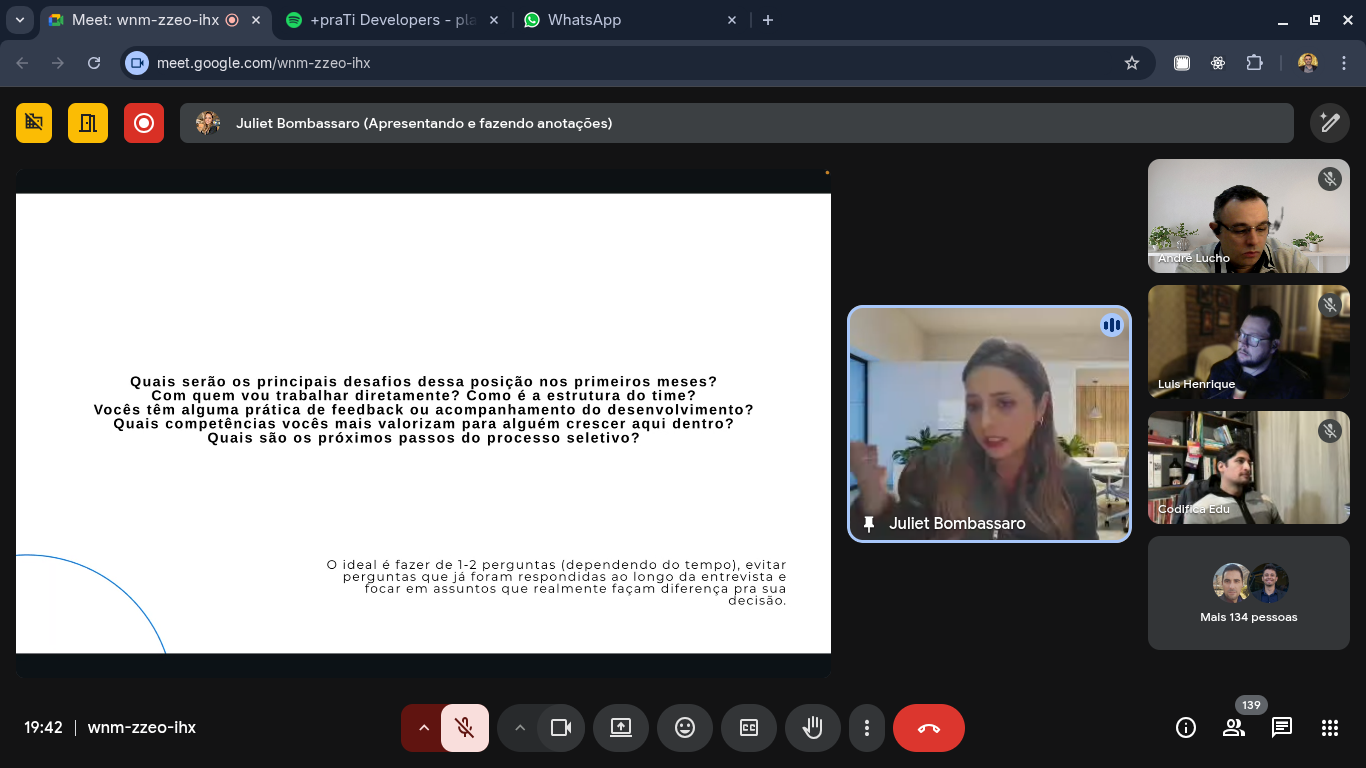 Meet: wnm-zzeo-ihx
+praTi Developers - pla
WhatsApp
meet.google.com/wnm-zzeo-ihx
Juliet Bombassaro (Apresentando e fazendo anotações)
Quais serão os principais desafios dessa posição nos primeiros meses?
Com quem vou trabalhar diretamente? Como é a estrutura do time?
Vocês têm alguma prática de feedback ou acompanhamento do desenvolvimento?
Quais competências vocês mais valorizam para alguém crescer aqui dentro?
Quais são os próximos passos do processo seletivo?
O ideal é fazer de 1-2 perguntas (dependendo do tempo), evitar
perguntas que já foram respondidas ao longo da entrevista e
focar em assuntos que realmente façam diferença pra sua
decisão.
Juliet Bombassaro
André Lucho
Luis Henrique
Codifica Edu
Mais 134 pessoas
19:42
wnm-zzeo-ihx
CC
139